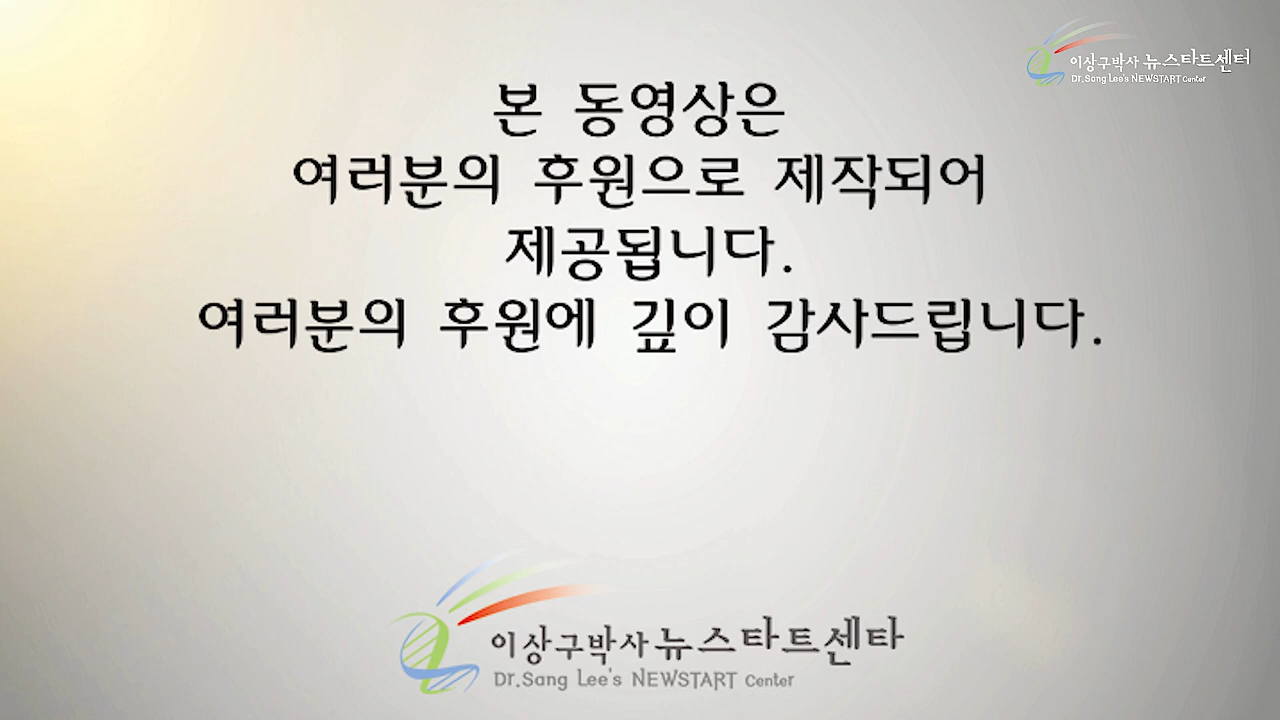 이상구박사 뉴스타트센터
Dr.Sang Lee's NEWSTART Center
본 동영상은
여러분의 후원으로 제작되어
제공됩니다.
여러분의 후원에 깊이 감사드립니다.
이상구박사 뉴스타트센타
Dr.Sang Lee's NEWSTART Center